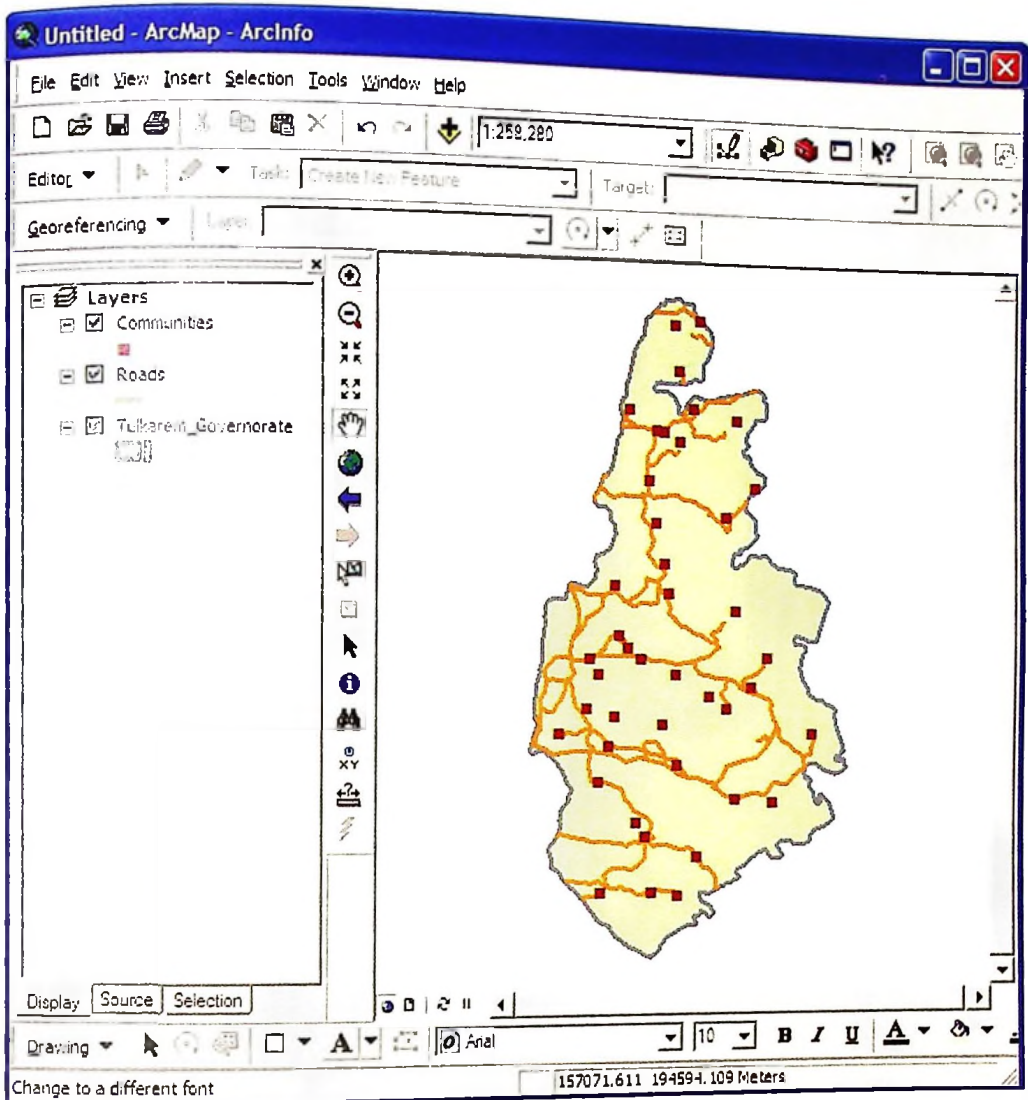 Untitled - ArcMap - ArcInfo
File Edit View Insert Selection Tools Window Help
1:258,280
Editor Task: Create New Feature Target:
Georeferencing Layer:
Layers
Communities
Roads
Tulkarem_Governorate
XY
Display Source Selection
Drawing A Arial 10 B I U A
Change to a different font 157071.611 194594.109 Meters